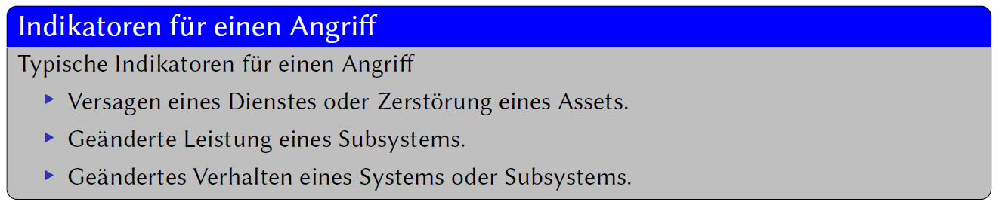 Indikatoren für einen Angriff
Typische Indikatoren für einen Angriff
Versagen eines Dienstes oder Zerstörung eines Assets.
Geänderte Leistung eines Subsystems.
Geändertes Verhalten eines Systems oder Subsystems.